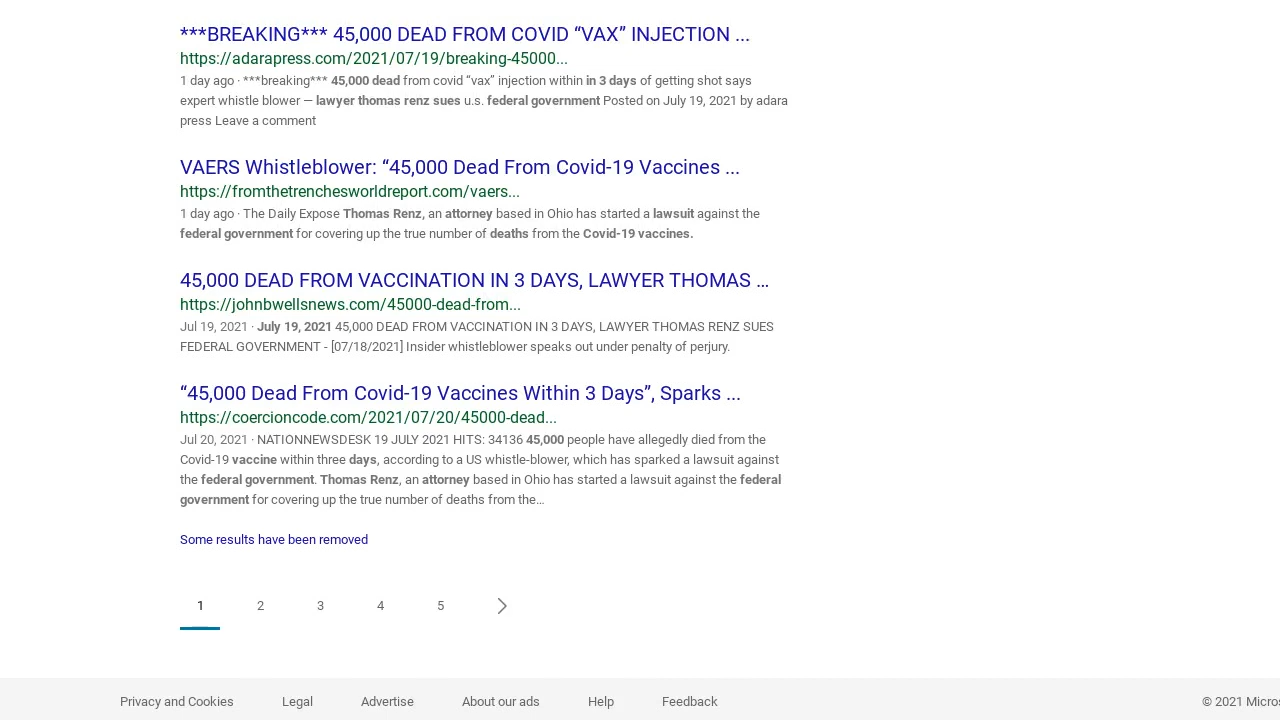 ***BREAKING*** 45,000 DEAD FROM COVID “VAX” INJECTION ...
https://adarapress.com/2021/07/19/breaking-45000...
1 day ago · ***breaking*** 45,000 dead from covid “vax” injection within in 3 days of getting shot says
expert whistle blower — lawyer thomas renz sues u.s. federal government Posted on July 19, 2021 by adara
press Leave a comment
VAERS Whistleblower: “45,000 Dead From Covid-19 Vaccines ...
https://fromthetrenchesworldreport.com/vaers...
1 day ago · The Daily Expose Thomas Renz, an attorney based in Ohio has started a lawsuit against the
federal government for covering up the true number of deaths from the Covid-19 vaccines.
45,000 DEAD FROM VACCINATION IN 3 DAYS, LAWYER THOMAS ...
https://johnbwellsnews.com/45000-dead-from...
Jul 19, 2021 · July 19, 2021 45,000 DEAD FROM VACCINATION IN 3 DAYS, LAWYER THOMAS RENZ SUES
FEDERAL GOVERNMENT - [07/18/2021] Insider whistleblower speaks out under penalty of perjury.
“45,000 Dead From Covid-19 Vaccines Within 3 Days”, Sparks ...
https://coercioncode.com/2021/07/20/45000-dead...
Jul 20, 2021 · NATIONNEWSDESK 19 JULY 2021 HITS: 34136 45,000 people have allegedly died from the
Covid-19 vaccine within three days, according to a US whistle-blower, which has sparked a lawsuit against
the federal government. Thomas Renz, an attorney based in Ohio has started a lawsuit against the federal
government for covering up the true number of deaths from the…
Some results have been removed
1 2 3 4 5
Privacy and Cookies Legal Advertise About our ads Help Feedback © 2021 Micros